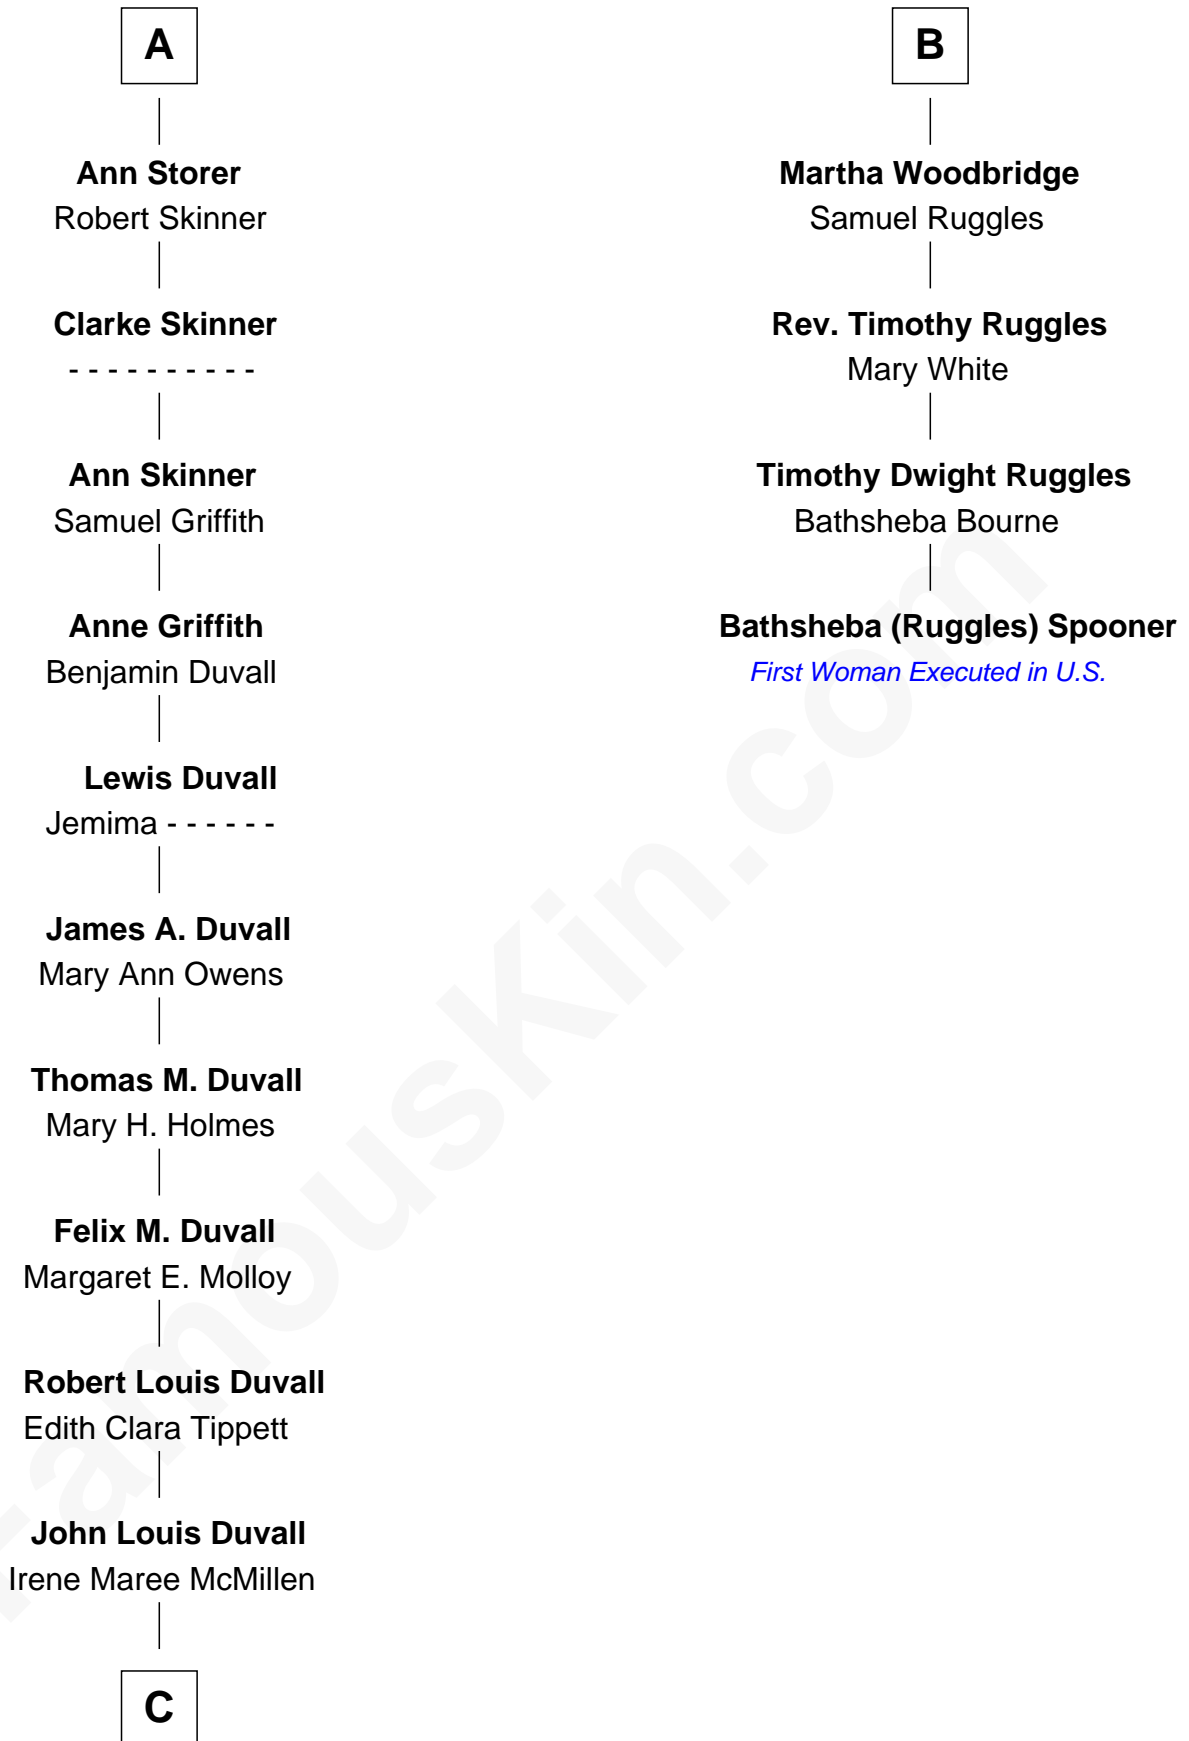 A
Ann Storer
Robert Skinner
Clarke Skinner
- - - - - - - - - -
Ann Skinner
Samuel Griffith
Anne Griffith
Benjamin Duvall
Lewis Duvall
Jemima - - - - - -
James A. Duvall
Mary Ann Owens
Thomas M. Duvall
Mary H. Holmes
Felix M. Duvall
Margaret E. Molloy
Robert Louis Duvall
Edith Clara Tippett
John Louis Duvall
Irene Maree McMillen
C
B
Martha Woodbridge
Samuel Ruggles
Rev. Timothy Ruggles
Mary White
Timothy Dwight Ruggles
Bathsheba Bourne
Bathsheba (Ruggles) Spooner
First Woman Executed in U.S.
FamousKin.com